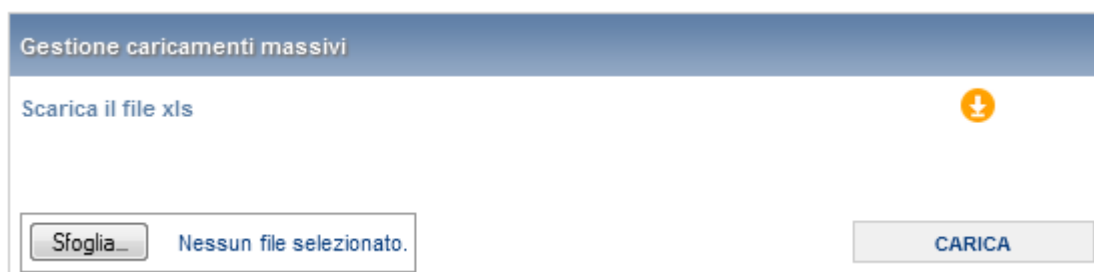 Gestione caricamenti massivi
Scarica il file xls
Sfoglia... Nessun file selezionato. CARICA